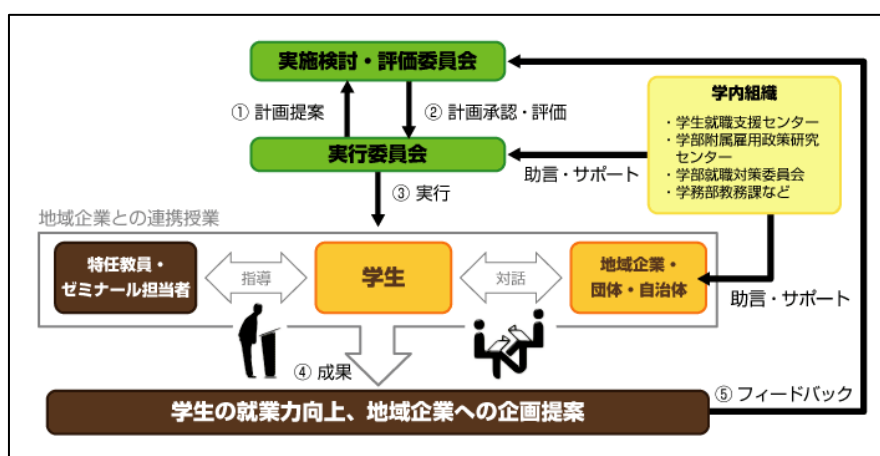 実施検討・評価委員会
① 計画提案
② 計画承認・評価
学内組織
・学生就職支援センター
・学部附属雇用政策研究
センター
・学部就職対策委員会
・学務部教務課など
実行委員会
助言・サポート
③ 実行
地域企業との連携授業
特任教員・
ゼミナール担当者
指導
学生
対話
地域企業・
団体・自治体
助言・サポート
④ 成果
⑤ フィードバック
学生の就業力向上、地域企業への企画提案